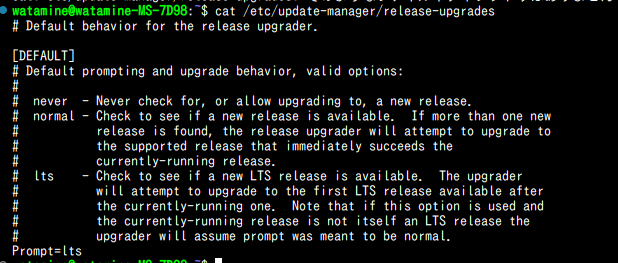 watamine@watamine-MS-7D98:~$ cat /etc/update-manager/release-upgrades
# Default behavior for the release upgrader.

[DEFAULT]
# Default prompting and upgrade behavior, valid options:
#
#  never  - Never check for, or allow upgrading to, a new release.
#  normal - Check to see if a new release is available.  If more than one new
#           release is found, the release upgrader will attempt to upgrade to
#           the supported release that immediately succeeds the
#           currently-running release.
#  lts    - Check to see if a new LTS release is available.  The upgrader
#           will attempt to upgrade to the first LTS release available after
#           the currently-running one.  Note that if this option is used and
#           the currently-running release is not itself an LTS release the
#           upgrader will assume prompt was meant to be normal.
Prompt=lts